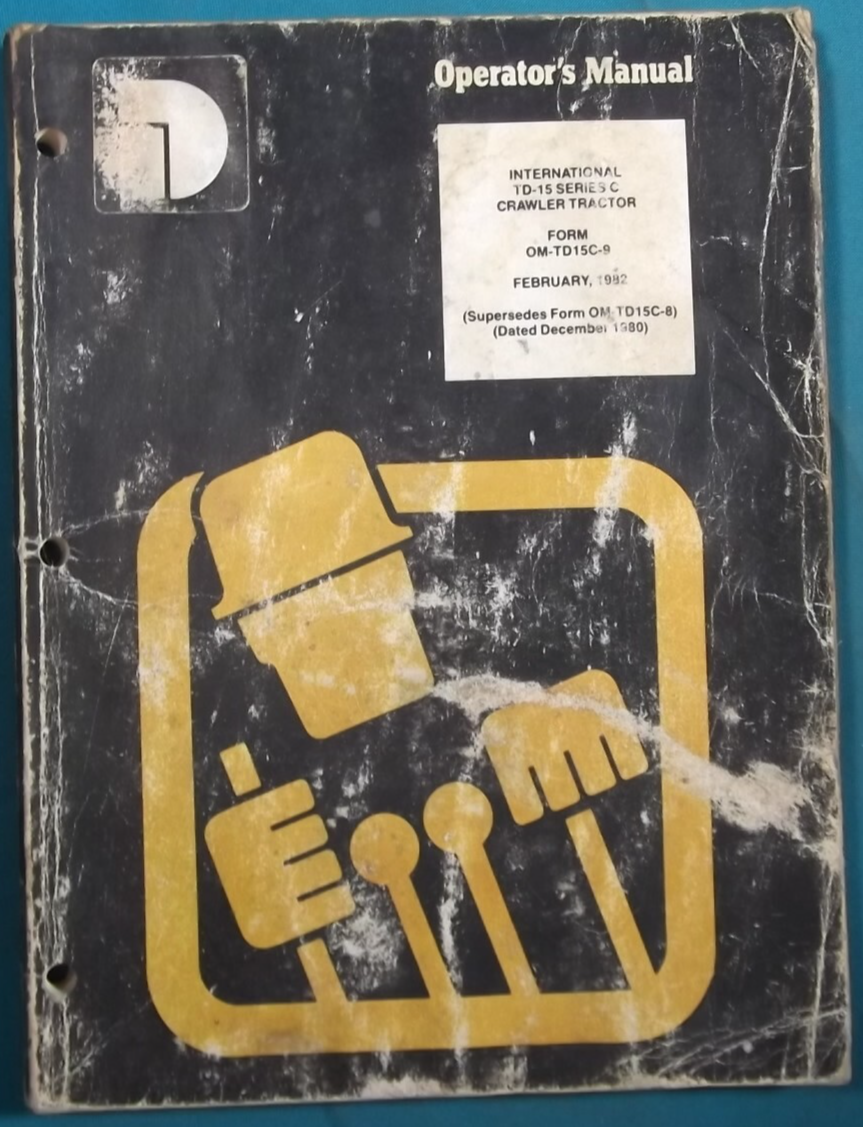 Operator's Manual
INTERNATIONAL
TD-15 SERIES C
CRAWLER TRACTOR
FORM
OM-TD15C-9
FEBRUARY, 1982
(Supersedes Form OM-TD15C-8)
(Dated December 1980)